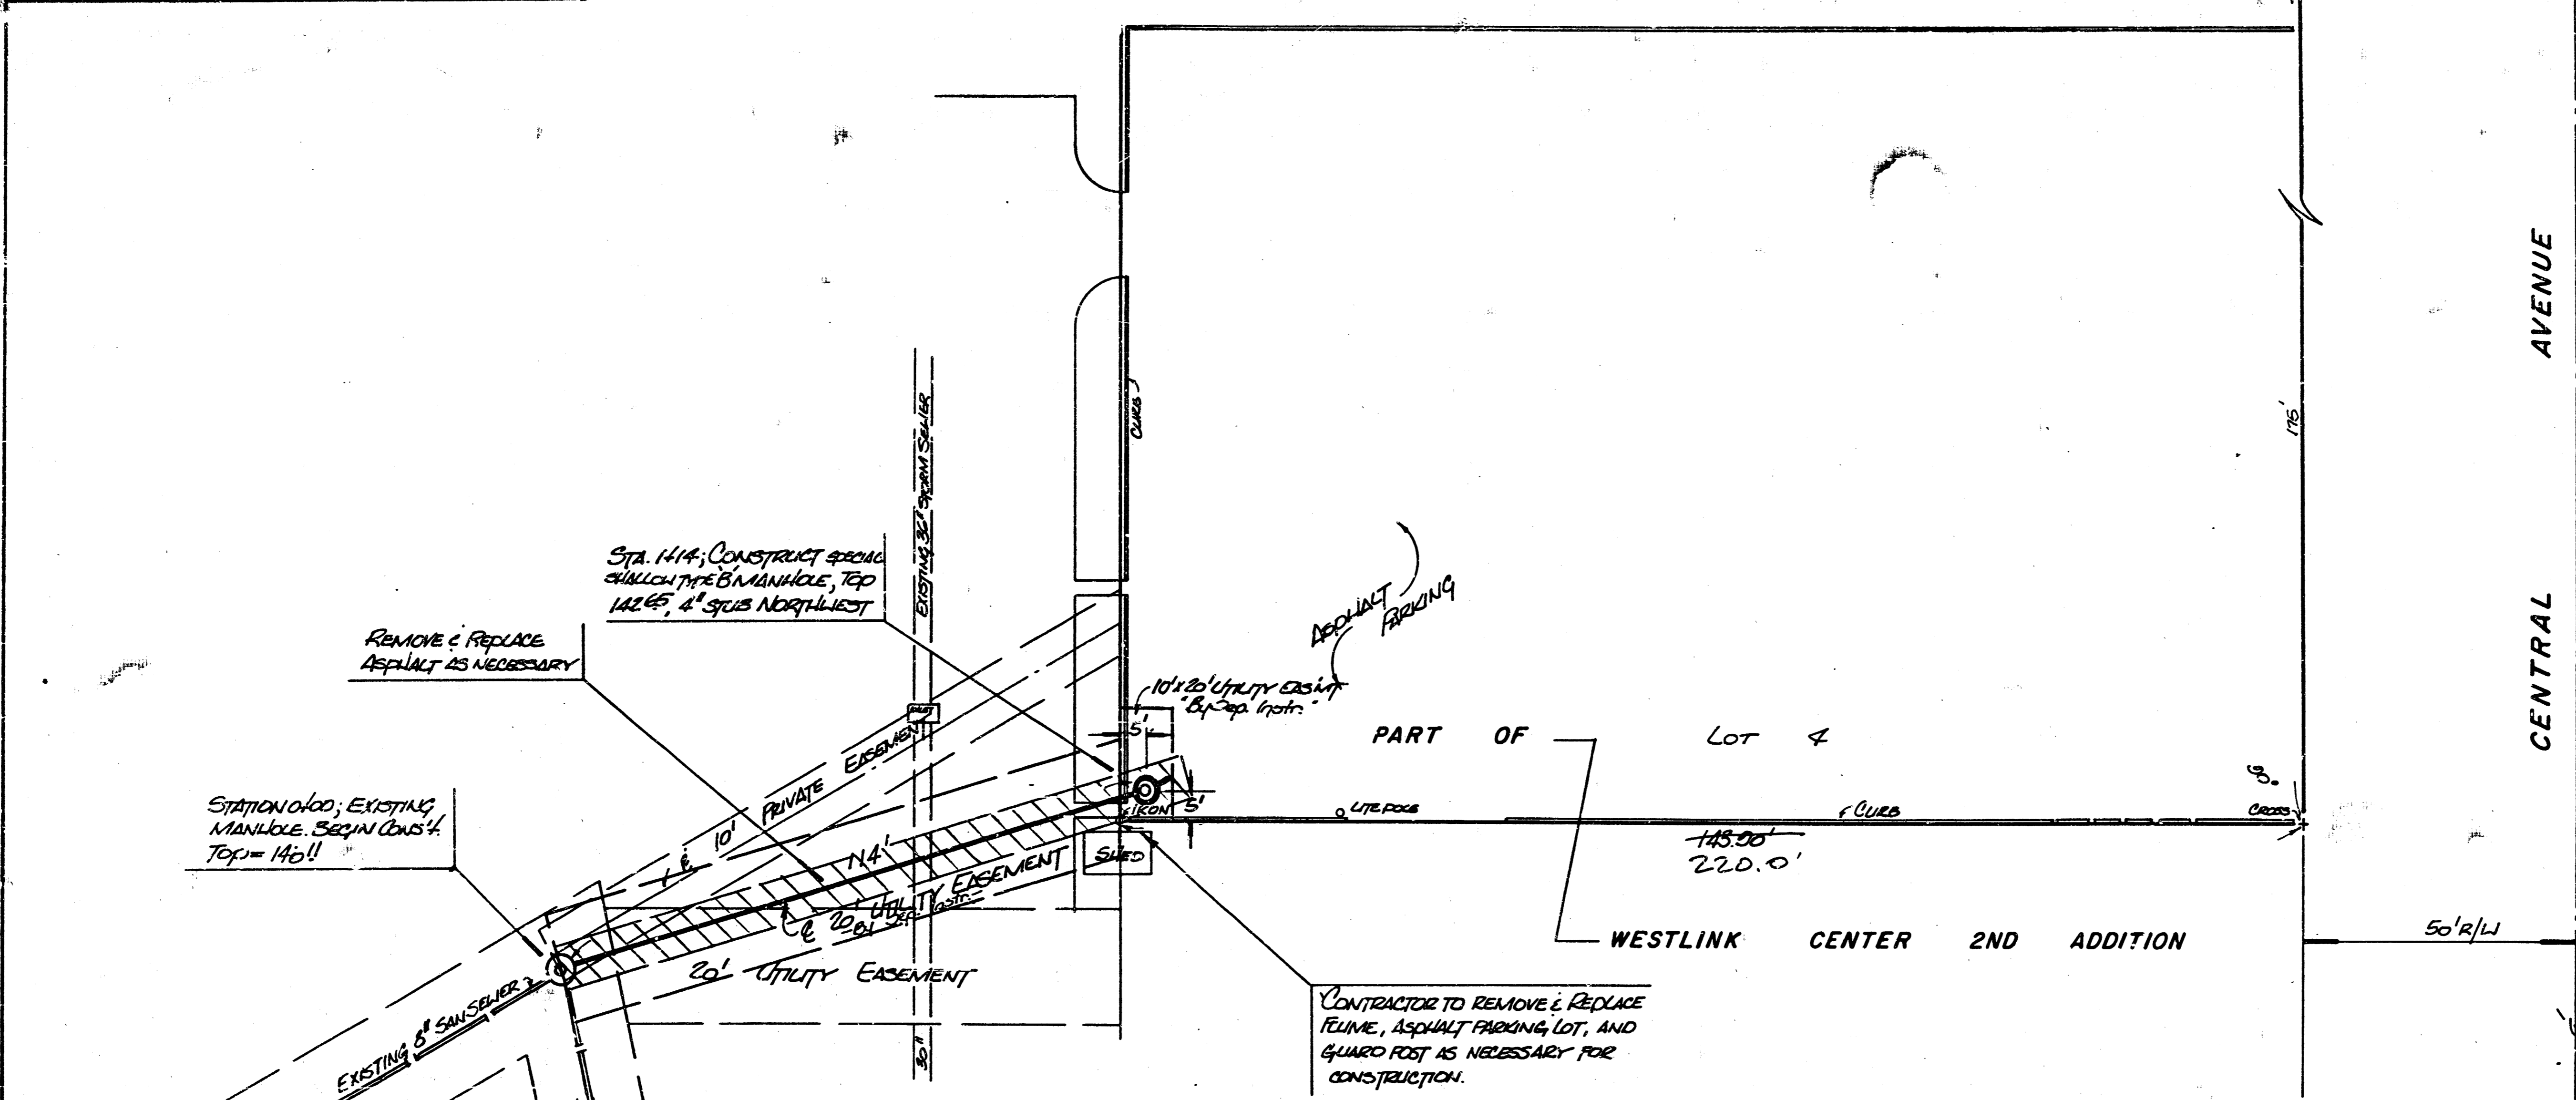 AVENUE
CENTRAL
175'
CURB
EXISTING 36" STORM SEWER
STA. 1+14; CONSTRUCT SPECIAL
SHALLOW TYPE 'B' MANHOLE, TOP
142.65, 4" STUB NORTHWEST
REMOVE & REPLACE
ASPHALT AS NECESSARY
ASPHALT
PARKING
10'x20' UTILITY EASM'T
"By Sep. Instr."
5'
INLET
PART OF LOT 4
10' PRIVATE EASEMENT
STATION 0+00; EXISTING
MANHOLE. BEGIN CONS'T.
TOP = 140.11
5'
IRON
LITE POLE
CURB
CROSS
143.90'
220.0'
SHED
114'
℄ 20' UTILITY EASEMENT
By Sep. Instr.
WESTLINK CENTER 2ND ADDITION
50' R/W
20' UTILITY EASEMENT
EXISTING 8" SAN SEWER
30"
CONTRACTOR TO REMOVE & REPLACE
FLUME, ASPHALT PARKING LOT, AND
GUARD POST AS NECESSARY FOR
CONSTRUCTION.